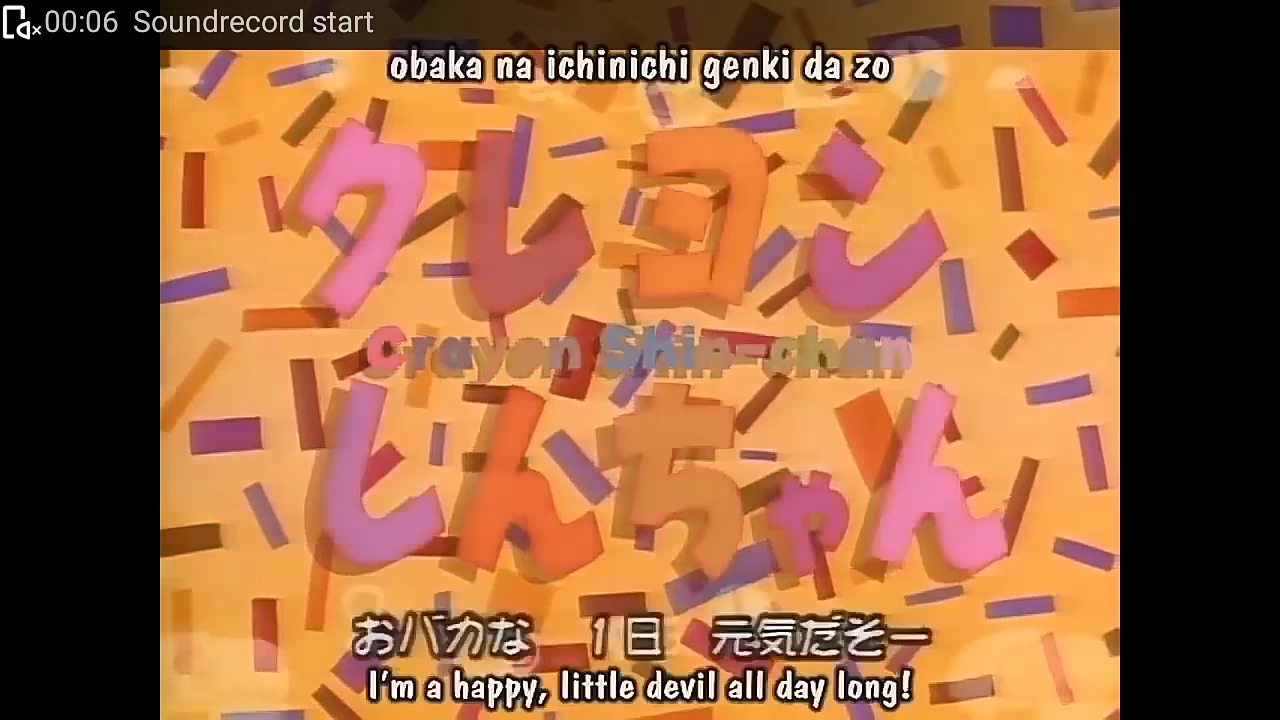 00:06 Soundrecord start
obaka na ichinichi genki da zo
クレヨン
Crayon Shin-chan
しんちゃん
おバカな 1日 元気だぞー
I'm a happy, little devil all day long!